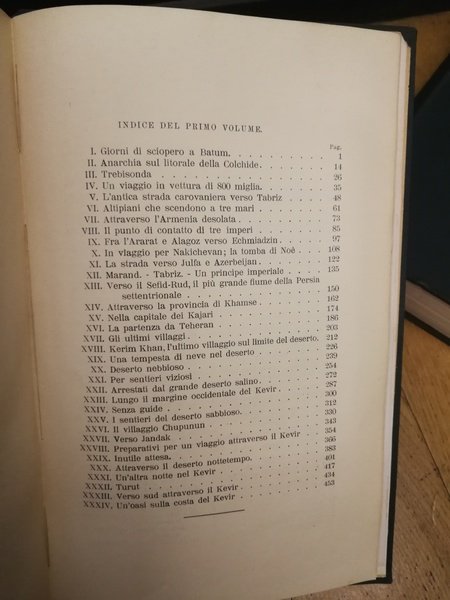 INDICE DEL PRIMO VOLUME.
Pag.
I. Giorni di sciopero a Batum. . . . . . . . . . 1
II. Anarchia sul litorale della Colchide . . . . . . 14
III. Trebisonda . . . . . . . . . . 26
IV. Un viaggio in vettura di 800 miglia. . . . . . . 35
V. L'antica strada carovaniera verso Tabriz . . . . 48
VI. Altipiani che scendono a tre mari . . . . . . 61
VII. Attraverso l'Armenia desolata . . . . . . . 73
VIII. Il punto di contatto di tre imperi . . . . . . 85
IX. Fra l'Ararat e Alagoz verso Echmiadzin . . . . 97
X. In viaggio per Nakichevan; la tomba di Noè . . . 108
XI. La strada verso Julfa e Azerbeijan . . . . . . 122
XII. Marand. - Tabriz. - Un principe imperiale . . . . 135
XIII. Verso il Sefid-Rud, il più grande fiume della Persia
settentrionale . . . . . . . . . 150
XIV. Attraverso la provincia di Khamse . . . . . . 162
XV. Nella capitale dei Kajari . . . . . . . . 174
XVI. La partenza da Teheran . . . . . . . . 186
XVII. Gli ultimi villaggi . . . . . . . . . 203
XVIII. Kerim Khan, l'ultimo villaggio sul limite del deserto. 212
XIX. Una tempesta di neve nel deserto . . . . . . 226
XX. Deserto nebbioso . . . . . . . . . 239
XXI. Per sentieri viziosi . . . . . . . . . 254
XXII. Arrestati dal grande deserto salino . . . . . . 272
XXIII. Lungo il margine occidentale del Kevir . . . . . 287
XXIV. Senza guide . . . . . . . . . . 300
XXV. I sentieri del deserto sabbioso. . . . . . . . 312
XXVI. Il villaggio Chupunun . . . . . . . . 330
XXVII. Verso Jandak . . . . . . . . . . 343
XXVIII. Preparativi per un viaggio attraverso il Kevir . . . 354
XXIX. Inutile attesa. . . . . . . . . . . 366
XXX. Attraverso il deserto nottetempo. . . . . . . 383
XXXI. Un'altra notte nel Kevir . . . . . . . . 401
XXXII. Turut . . . . . . . . . . . 417
XXXIII. Verso sud attraverso il Kevir . . . . . . . 434
XXXIV. Un'oasi sulla costa del Kevir . . . . . . . 453